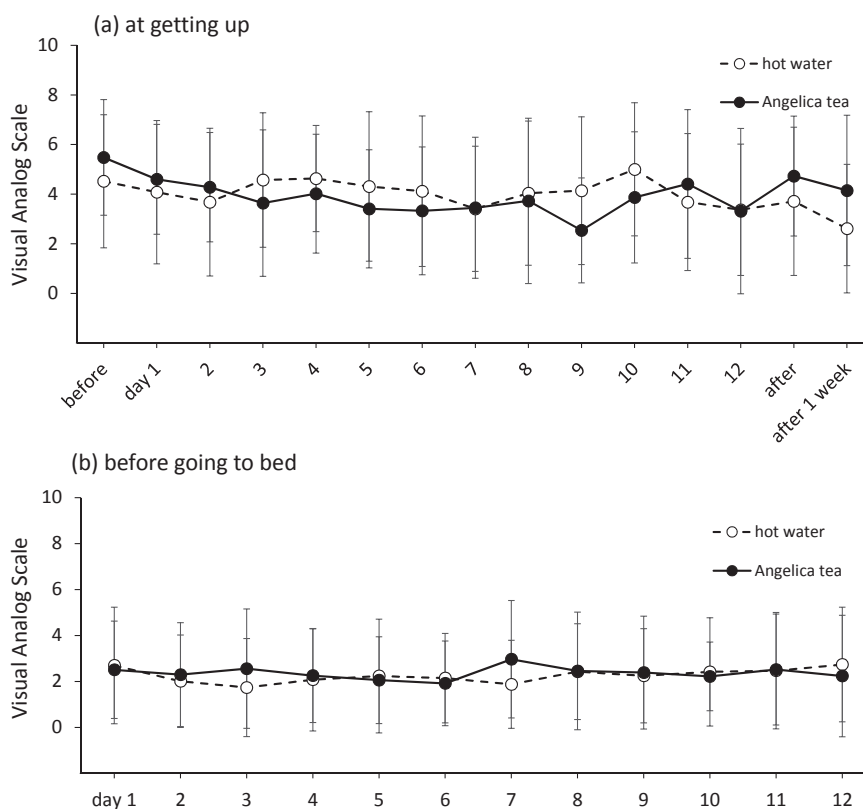 (a) at getting up
10
8
6
4
2
0
Visual Analog Scale
hot water
Angelica tea
before
day 1
2
3
4
5
6
7
8
9
10
11
12
after
after 1 week
(b) before going to bed
10
8
6
4
2
0
Visual Analog Scale
hot water
Angelica tea
day 1
2
3
4
5
6
7
8
9
10
11
12